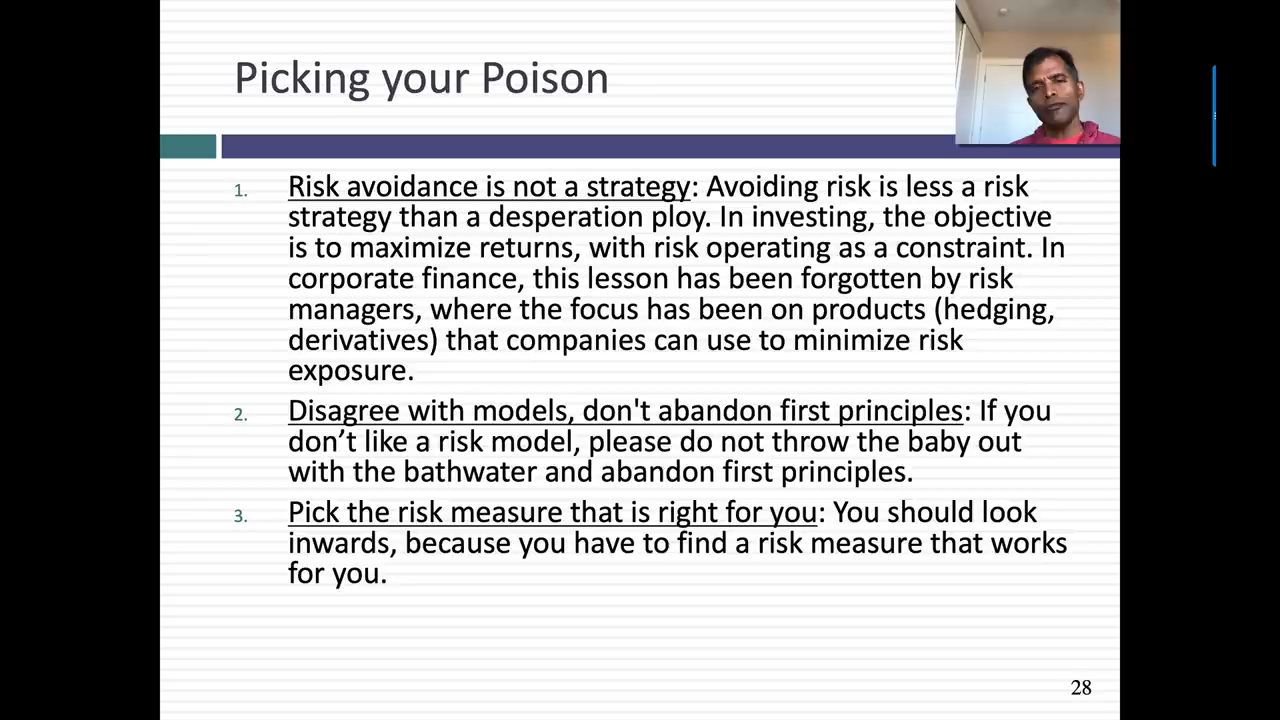 Picking your Poison
1. Risk avoidance is not a strategy: Avoiding risk is less a risk
strategy than a desperation ploy. In investing, the objective
is to maximize returns, with risk operating as a constraint. In
corporate finance, this lesson has been forgotten by risk
managers, where the focus has been on products (hedging,
derivatives) that companies can use to minimize risk
exposure.
2. Disagree with models, don't abandon first principles: If you
don’t like a risk model, please do not throw the baby out
with the bathwater and abandon first principles.
3. Pick the risk measure that is right for you: You should look
inwards, because you have to find a risk measure that works
for you.
28